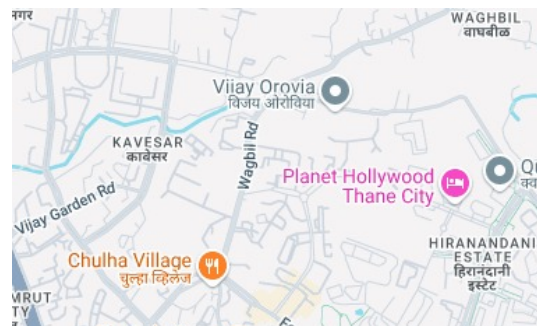 नगर
WAGHBIL
वाघबीळ
Vijay Orovia
विजय ओरोविया
KAVESAR
कावेसर
Wagbil Rd
Planet Hollywood
Thane City
Qu
क्व
Vijay Garden Rd
HIRANANDANI
ESTATE
हिरानंदानी
इस्टेट
Chulha Village
चुल्हा व्हिलेज
MRUT
TY